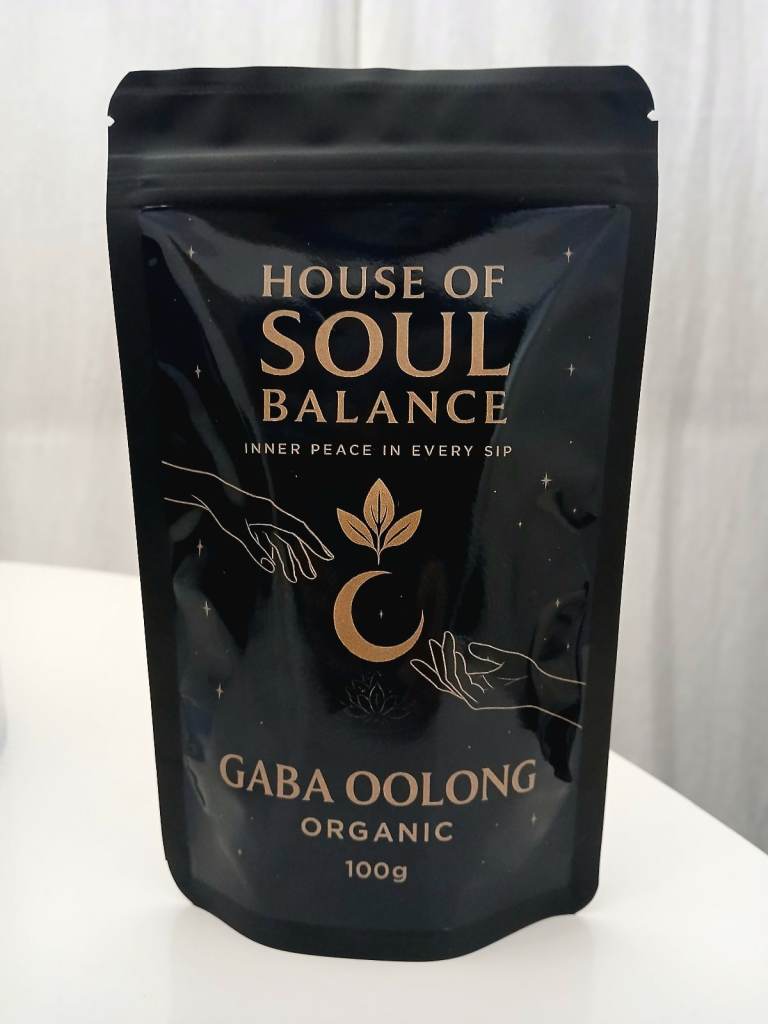 HOUSE OF
SOUL
BALANCE
INNER PEACE IN EVERY SIP
GABA OOLONG
ORGANIC
100g